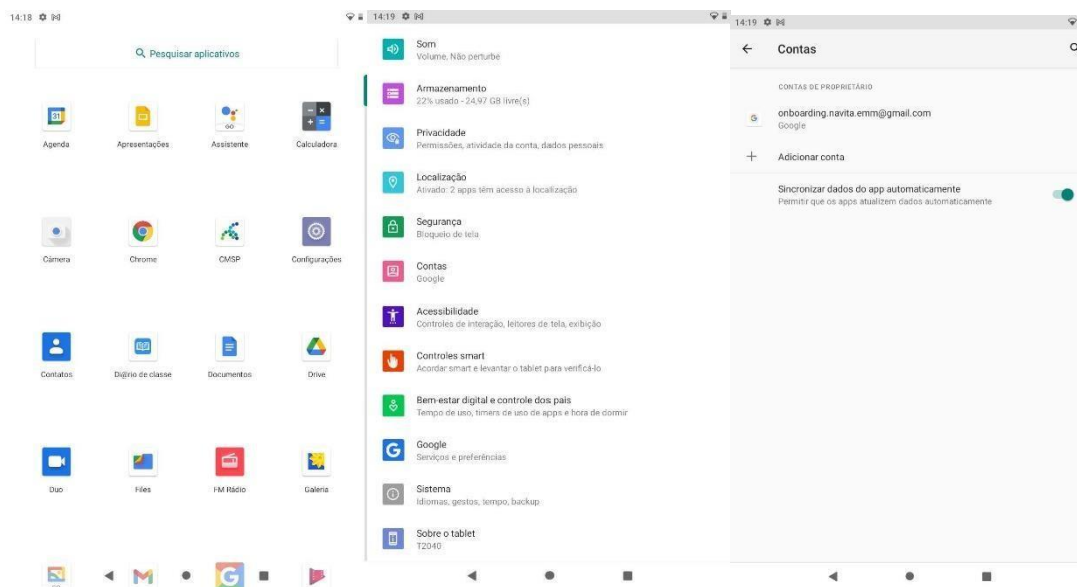 14:18
Pesquisar aplicativos
31
GO
Agenda
Apresentações
Assistente
Calculadora
Câmera
Chrome
CMSP
Configurações
Contatos
Di@rio de classe
Documentos
Drive
Duo
Files
FM Rádio
Galeria
14:19
Som
Volume, Não perturbe
Armazenamento
22% usado - 24,97 GB livre(s)
Privacidade
Permissões, atividade da conta, dados pessoais
Localização
Ativado: 2 apps têm acesso à localização
Segurança
Bloqueio de tela
Contas
Google
Acessibilidade
Controles de interação, leitores de tela, exibição
Controles smart
Acordar smart e levantar o tablet para verificá-lo
Bem-estar digital e controle dos pais
Tempo de uso, timers de uso de apps e hora de dormir
Google
Serviços e preferências
Sistema
Idiomas, gestos, tempo, backup
Sobre o tablet
T2040
14:19
Contas
CONTAS DE PROPRIETÁRIO
onboarding.navita.emm@gmail.com
Google
Adicionar conta
Sincronizar dados do app automaticamente
Permitir que os apps atualizem dados automaticamente